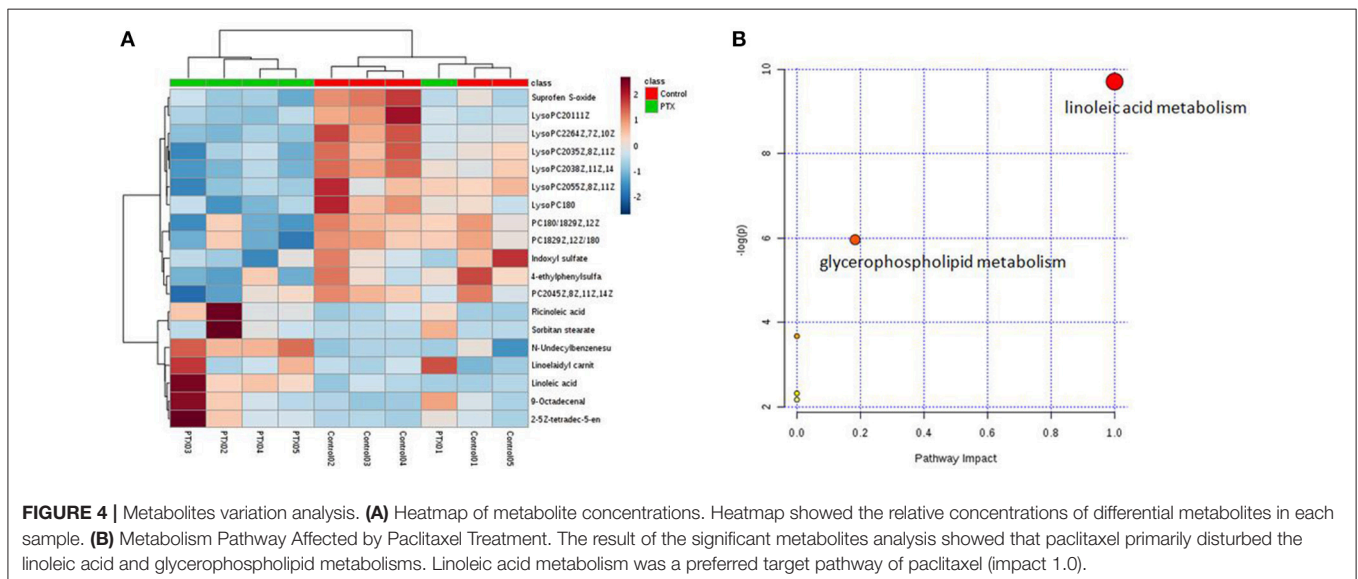 A
class
class
Control
PTX
2
1
0
-1
-2
Suprofen S-oxide
LysoPC20111Z
LysoPC2264Z,7Z,10Z
LysoPC2035Z,8Z,11Z
LysoPC2038Z,11Z,14
LysoPC2055Z,8Z,11Z
LysoPC180
PC180/1829Z,12Z
PC1829Z,12Z/180
Indoxyl sulfate
4-ethylphenylsulfa
PC2045Z,8Z,11Z,14Z
Ricinoleic acid
Sorbitan stearate
N-Undecylbenzenesu
Linoelaidyl carnit
Linoleic acid
9-Octadecenal
2-5Z-tetradec-5-en
PTX03
PTX02
PTX04
PTX05
Control02
Control03
Control04
PTX01
Control01
Control05
B
-log(p)
10
8
6
4
2
linoleic acid metabolism
glycerophospholipid metabolism
0.0 0.2 0.4 0.6 0.8 1.0
Pathway Impact
FIGURE 4 | Metabolites variation analysis. (A) Heatmap of metabolite concentrations. Heatmap showed the relative concentrations of differential metabolites in each
sample. (B) Metabolism Pathway Affected by Paclitaxel Treatment. The result of the significant metabolites analysis showed that paclitaxel primarily disturbed the
linoleic acid and glycerophospholipid metabolisms. Linoleic acid metabolism was a preferred target pathway of paclitaxel (impact 1.0).